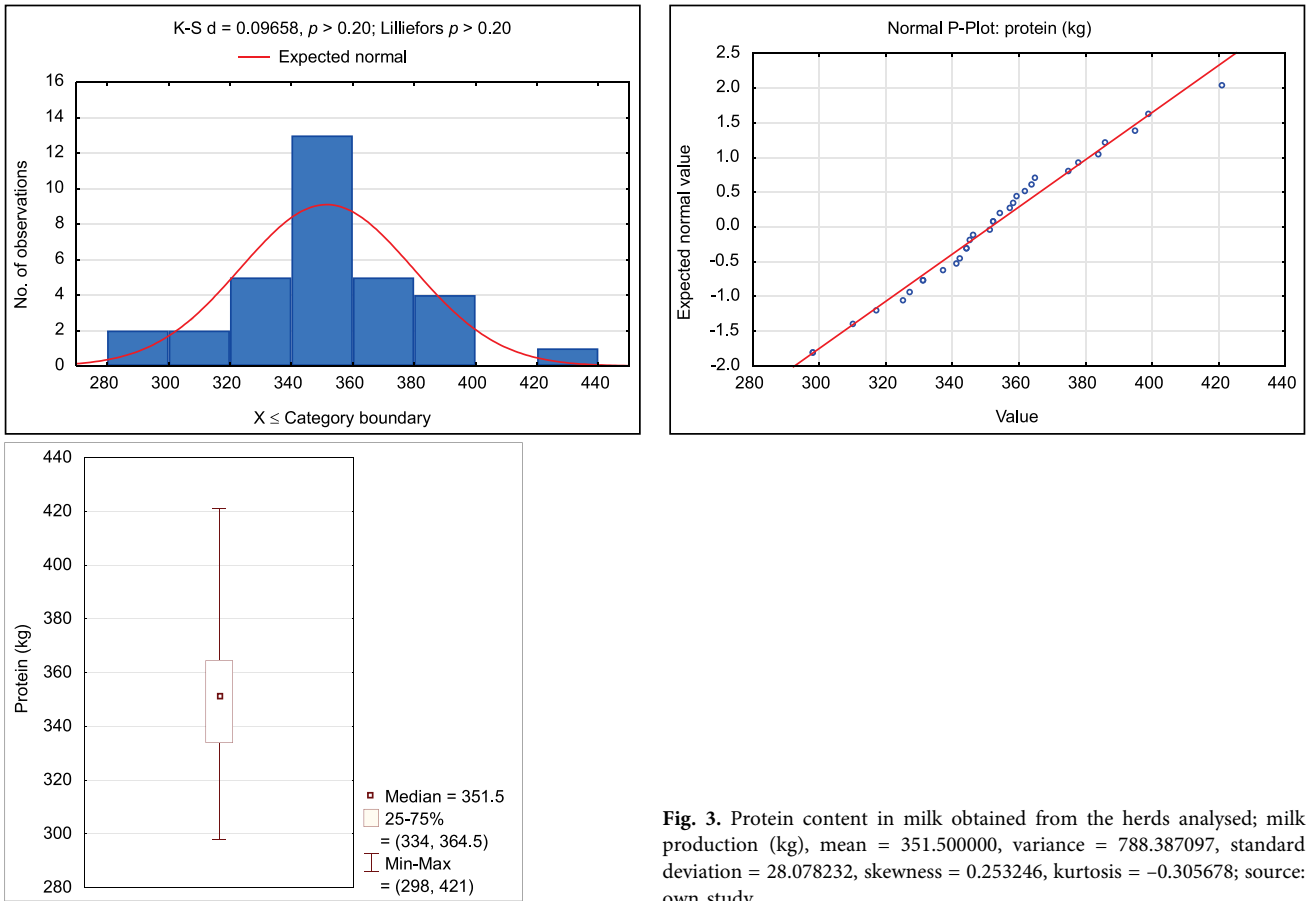 K-S d = 0.09658, p > 0.20; Lilliefors p > 0.20
Expected normal
No. of observations
16
14
12
10
8
6
4
2
0
280 300 320 340 360 380 400 420 440
X ≤ Category boundary
Normal P-Plot: protein (kg)
Expected normal value
2.5
2.0
1.5
1.0
0.5
0.0
-0.5
-1.0
-1.5
-2.0
280 300 320 340 360 380 400 420 440
Value
Protein (kg)
440
420
400
380
360
340
320
300
280
Median = 351.5
25-75%
= (334, 364.5)
Min-Max
= (298, 421)
Fig. 3. Protein content in milk obtained from the herds analysed; milk
production (kg), mean = 351.500000, variance = 788.387097, standard
deviation = 28.078232, skewness = 0.253246, kurtosis = –0.305678; source:
own study